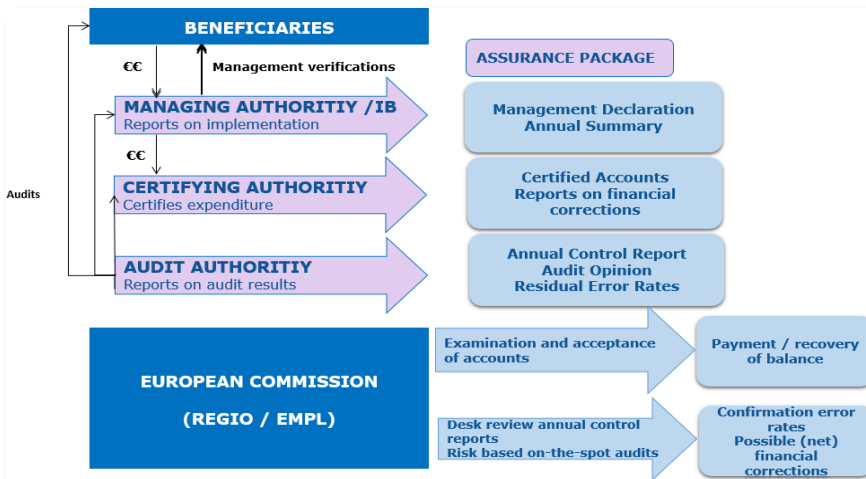 BENEFICIARIES
€€
Management verifications
ASSURANCE PACKAGE
MANAGING AUTHORITIY /IB
Reports on implementation
Management Declaration
Annual Summary
€€
Audits
CERTIFYING AUTHORITIY
Certifies expenditure
Certified Accounts
Reports on financial
corrections
AUDIT AUTHORITIY
Reports on audit results
Annual Control Report
Audit Opinion
Residual Error Rates
EUROPEAN COMMISSION
(REGIO / EMPL)
Examination and acceptance
of accounts
Payment / recovery
of balance
Desk review annual control
reports
Risk based on-the-spot audits
Confirmation error
rates
Possible (net)
financial
corrections